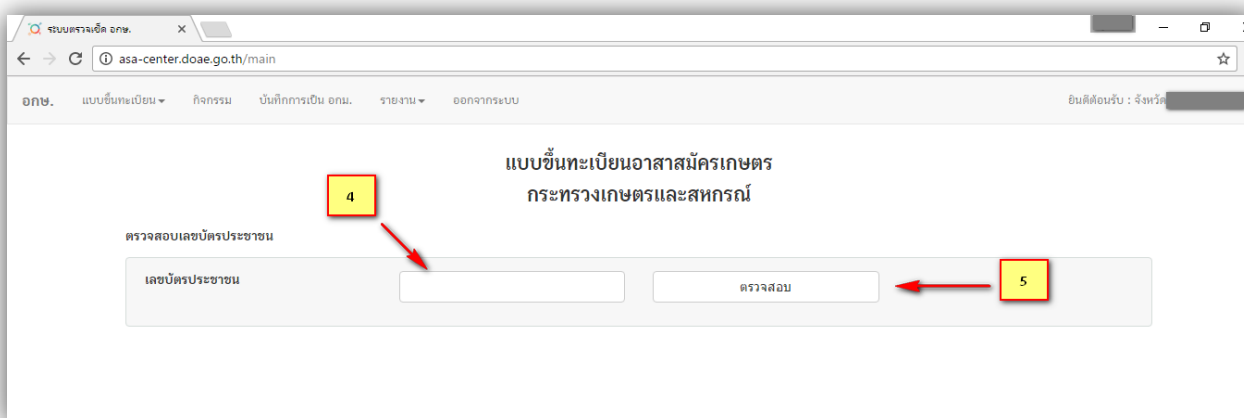 ระบบตรวจเช็ค อกษ.
asa-center.doae.go.th/main
อกษ. แบบขึ้นทะเบียน กิจกรรม บันทึกการเป็น อกม. รายงาน ออกจากระบบ ยินดีต้อนรับ : จังหวัด
แบบขึ้นทะเบียนอาสาสมัครเกษตร
กระทรวงเกษตรและสหกรณ์
4
ตรวจสอบเลขบัตรประชาชน
เลขบัตรประชาชน ตรวจสอบ 5